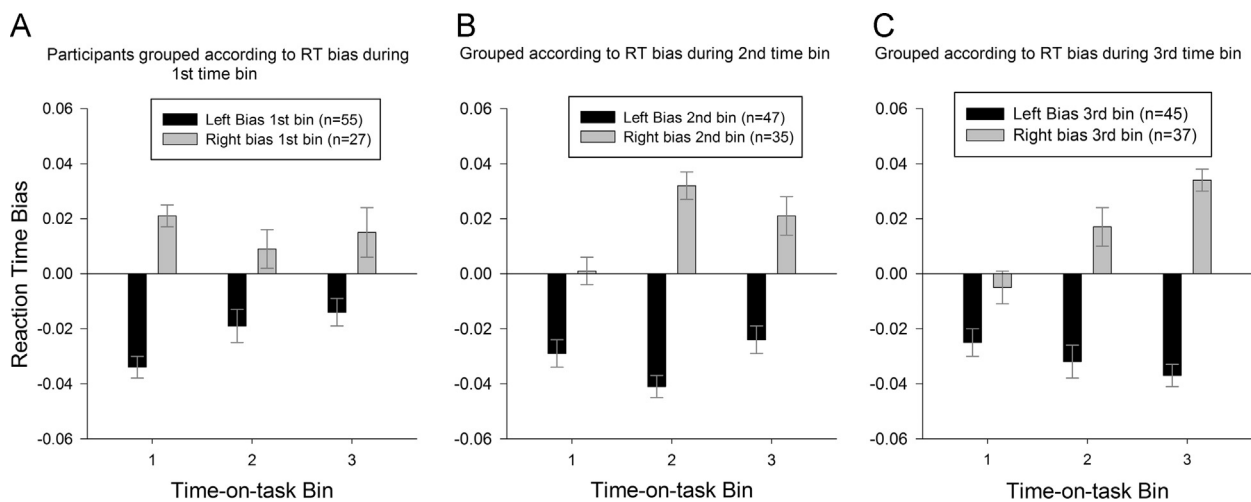 A
Participants grouped according to RT bias during
1st time bin
Left Bias 1st bin (n=55)
Right bias 1st bin (n=27)
Reaction Time Bias
0.06
0.04
0.02
0.00
-0.02
-0.04
-0.06
1 2 3
Time-on-task Bin
B
Grouped according to RT bias during 2nd time bin
Left Bias 2nd bin (n=47)
Right bias 2nd bin (n=35)
0.06
0.04
0.02
0.00
-0.02
-0.04
-0.06
1 2 3
Time-on-task Bin
C
Grouped according to RT bias during 3rd time bin
Left Bias 3rd bin (n=45)
Right bias 3rd bin (n=37)
0.06
0.04
0.02
0.00
-0.02
-0.04
-0.06
1 2 3
Time-on-task Bin